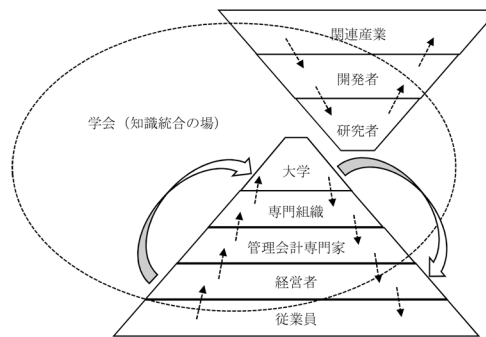 関連産業
開発者
研究者
学会（知識統合の場）
大学
専門組織
管理会計専門家
経営者
従業員